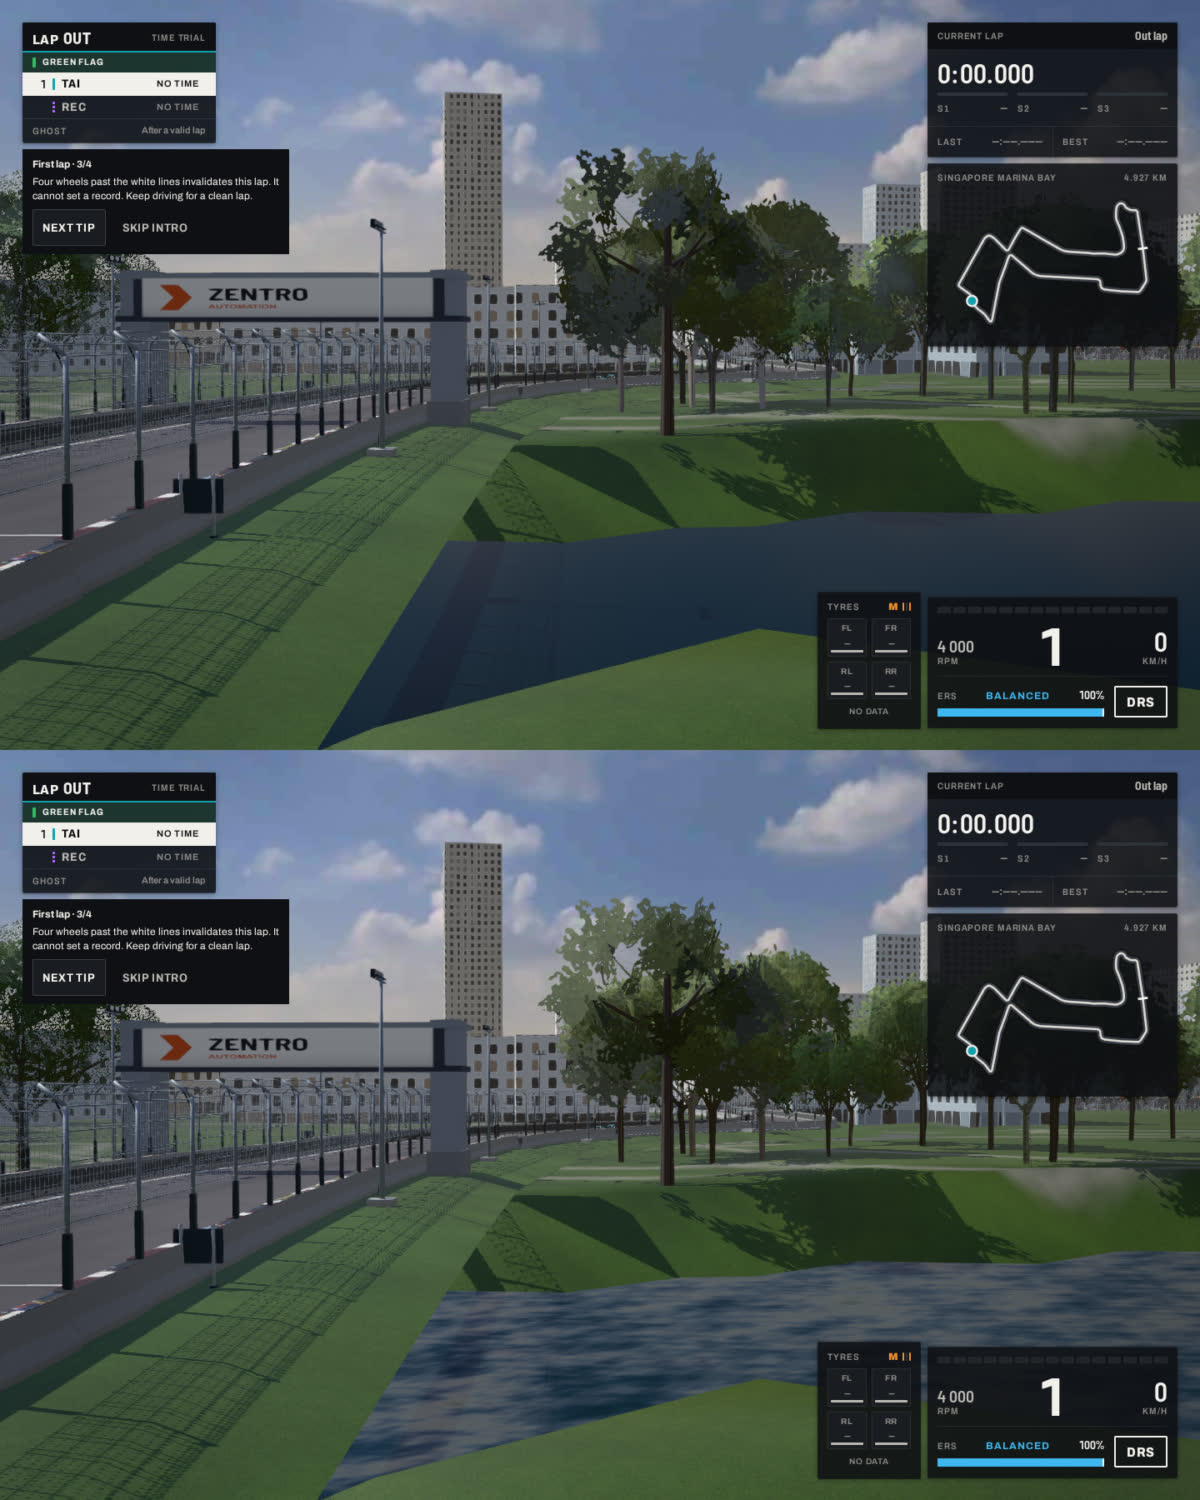 LAP OUT TIME TRIAL
GREEN FLAG
1 TAI NO TIME
REC NO TIME
GHOST After a valid lap
First lap · 3/4
Four wheels past the white lines invalidates this lap. It
cannot set a record. Keep driving for a clean lap.
NEXT TIP SKIP INTRO
ZENTRO
AUTOMATION
CURRENT LAP Out lap
0:00.000
S1 – S2 – S3 –
LAST –:––.––– BEST –:––.–––
SINGAPORE MARINA BAY 4.927 KM
TYRES M
FL FR
– –
RL RR
– –
NO DATA
4 000 1 0
RPM KM/H
ERS BALANCED 100% DRS
LAP OUT TIME TRIAL
GREEN FLAG
1 TAI NO TIME
REC NO TIME
GHOST After a valid lap
First lap · 3/4
Four wheels past the white lines invalidates this lap. It
cannot set a record. Keep driving for a clean lap.
NEXT TIP SKIP INTRO
ZENTRO
AUTOMATION
CURRENT LAP Out lap
0:00.000
S1 – S2 – S3 –
LAST –:––.––– BEST –:––.–––
SINGAPORE MARINA BAY 4.927 KM
TYRES M
FL FR
– –
RL RR
– –
NO DATA
4 000 1 0
RPM KM/H
ERS BALANCED 100% DRS